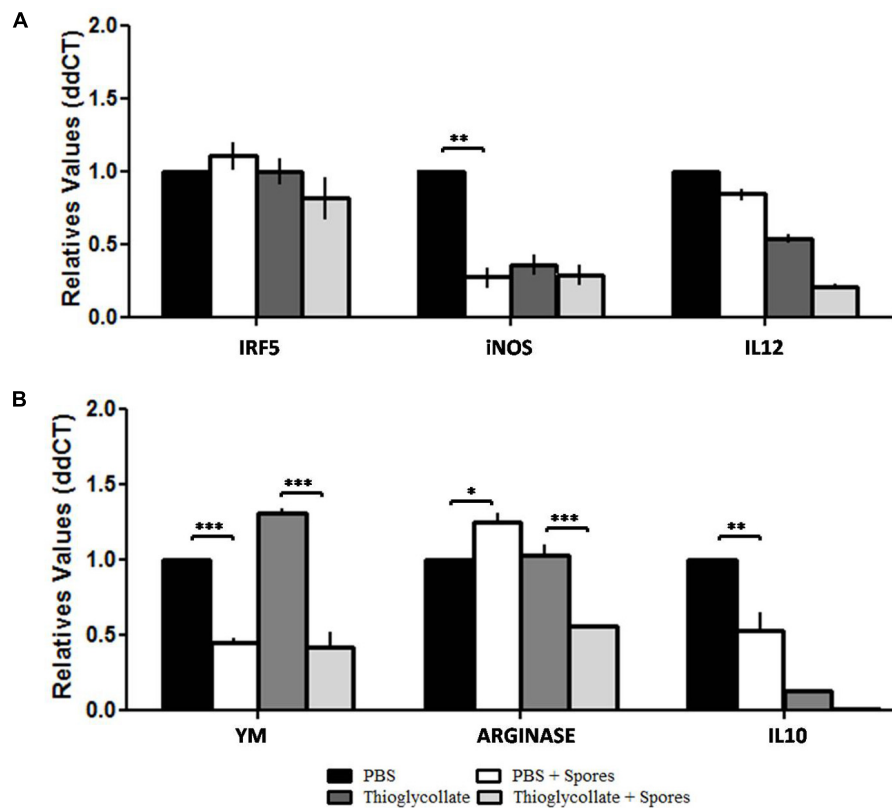 A
Relatives Values (ddCT)
2.0
1.5
1.0
0.5
0.0
**
IRF5 iNOS IL12
B
Relatives Values (ddCT)
2.0
1.5
1.0
0.5
0.0
*** *** * *** **
YM ARGINASE IL10
PBS PBS + Spores
Thioglycollate Thioglycollate + Spores